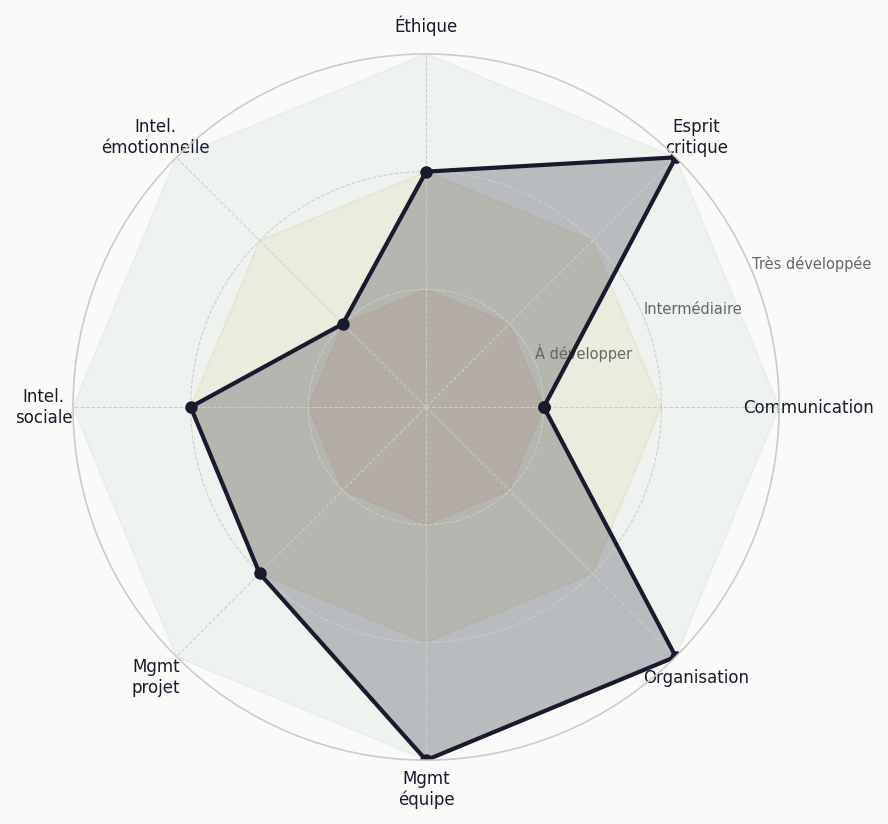 Éthique
Intel.
émotionnelle
Esprit
critique
Très développée
Intermédiaire
À développer
Intel.
sociale
Communication
Mgmt
projet
Organisation
Mgmt
équipe